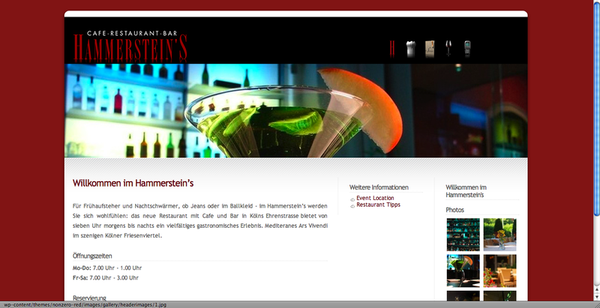 CAFE-RESTAURANT-BAR
HAMMERSTEIN'S
Willkommen im Hammerstein's
Für Frühaufsteher und Nachtschwärmer, ob Jeans oder im Ballkleid - im Hammerstein's werden
Sie sich wohlfühlen: das neue Restaurant mit Cafe und Bar in Kölns Ehrenstrasse bietet von
sieben Uhr morgens bis nachts ein vielfältiges gastronomisches Erlebnis. Mediteranes Ars Vivendi
im szenigen Kölner Friesenviertel.
Öffnungszeiten
Mo-Do: 7.00 Uhr - 1.00 Uhr
Fr-Sa: 7.00 Uhr - 3.00 Uhr
Reservierung
Weitere Informationen
Event Location
Restaurant Tipps
Willkommen im
Hammerstein's
Photos
wp-content/themes/nonzero-red/images/gallery/headerimages/1.jpg